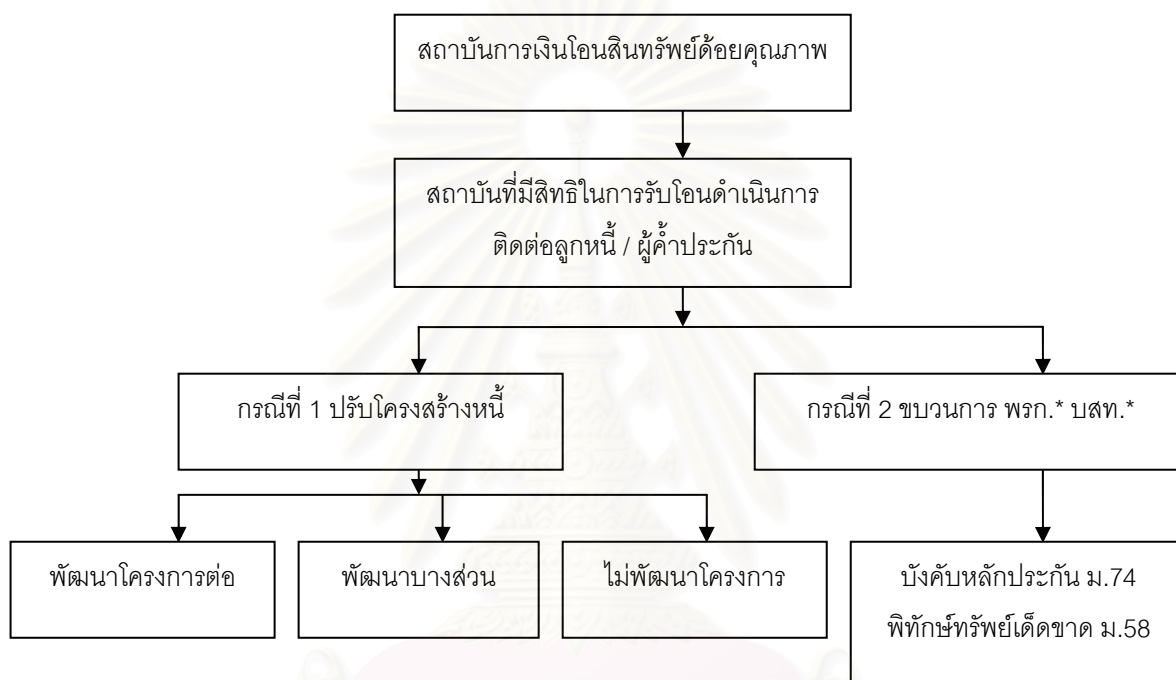 สถาบันการเงินโอนสินทรัพย์ด้อยคุณภาพ
สถาบันที่มีสิทธิในการรับโอนดำเนินการ
ติดต่อลูกหนี้ / ผู้ค้ำประกัน
กรณีที่ 1 ปรับโครงสร้างหนี้
กรณีที่ 2 ขบวนการ พรก.* บสท.*
พัฒนาโครงการต่อ
พัฒนาบางส่วน
ไม่พัฒนาโครงการ
บังคับหลักประกัน ม.74
พิทักษ์ทรัพย์เด็ดขาด ม.58